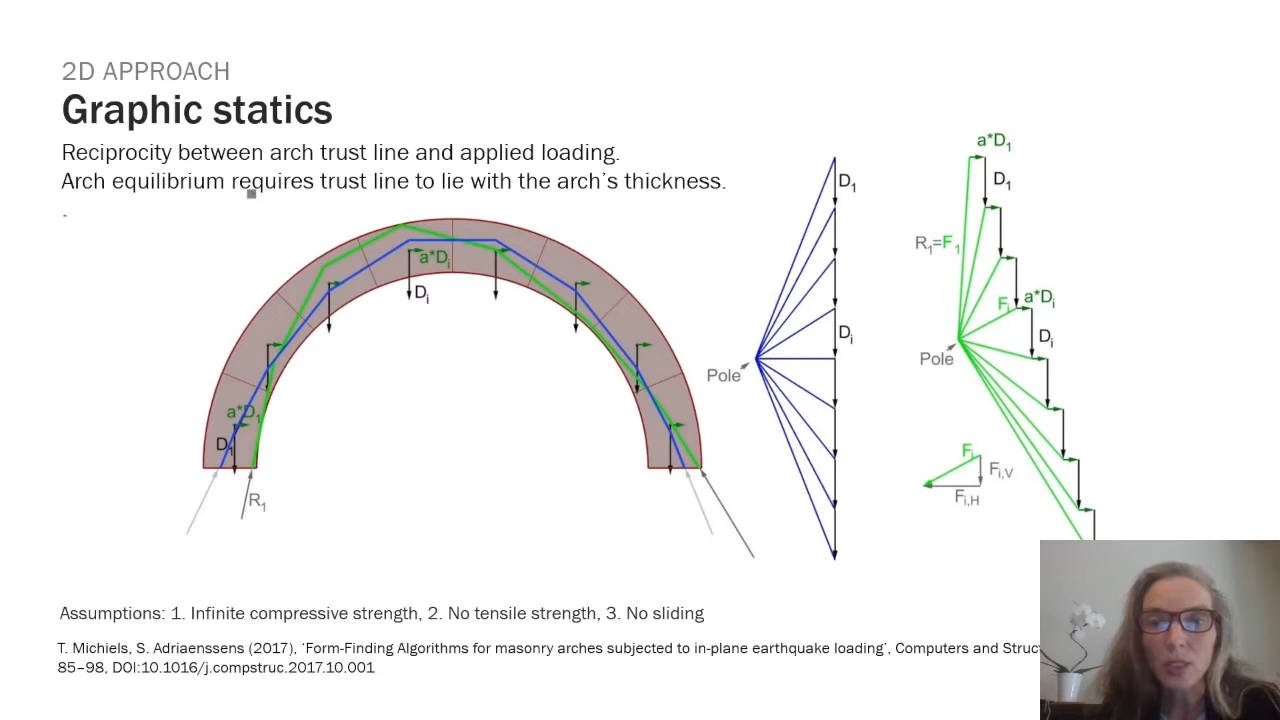 2D APPROACH
Graphic statics
Reciprocity between arch trust line and applied loading.
Arch equilibrium requires trust line to lie with the arch's thickness.
-
a*Di
Di
a*D1
D1
R1
D1
Di
Pole
a*D1
D1
R1=F1
Fi
a*Di
Di
Pole
Fi
Fi,V
Fi,H
Assumptions: 1. Infinite compressive strength, 2. No tensile strength, 3. No sliding
T. Michiels, S. Adriaenssens (2017), ‘Form-Finding Algorithms for masonry arches subjected to in-plane earthquake loading’, Computers and Struc
85–98, DOI:10.1016/j.compstruc.2017.10.001